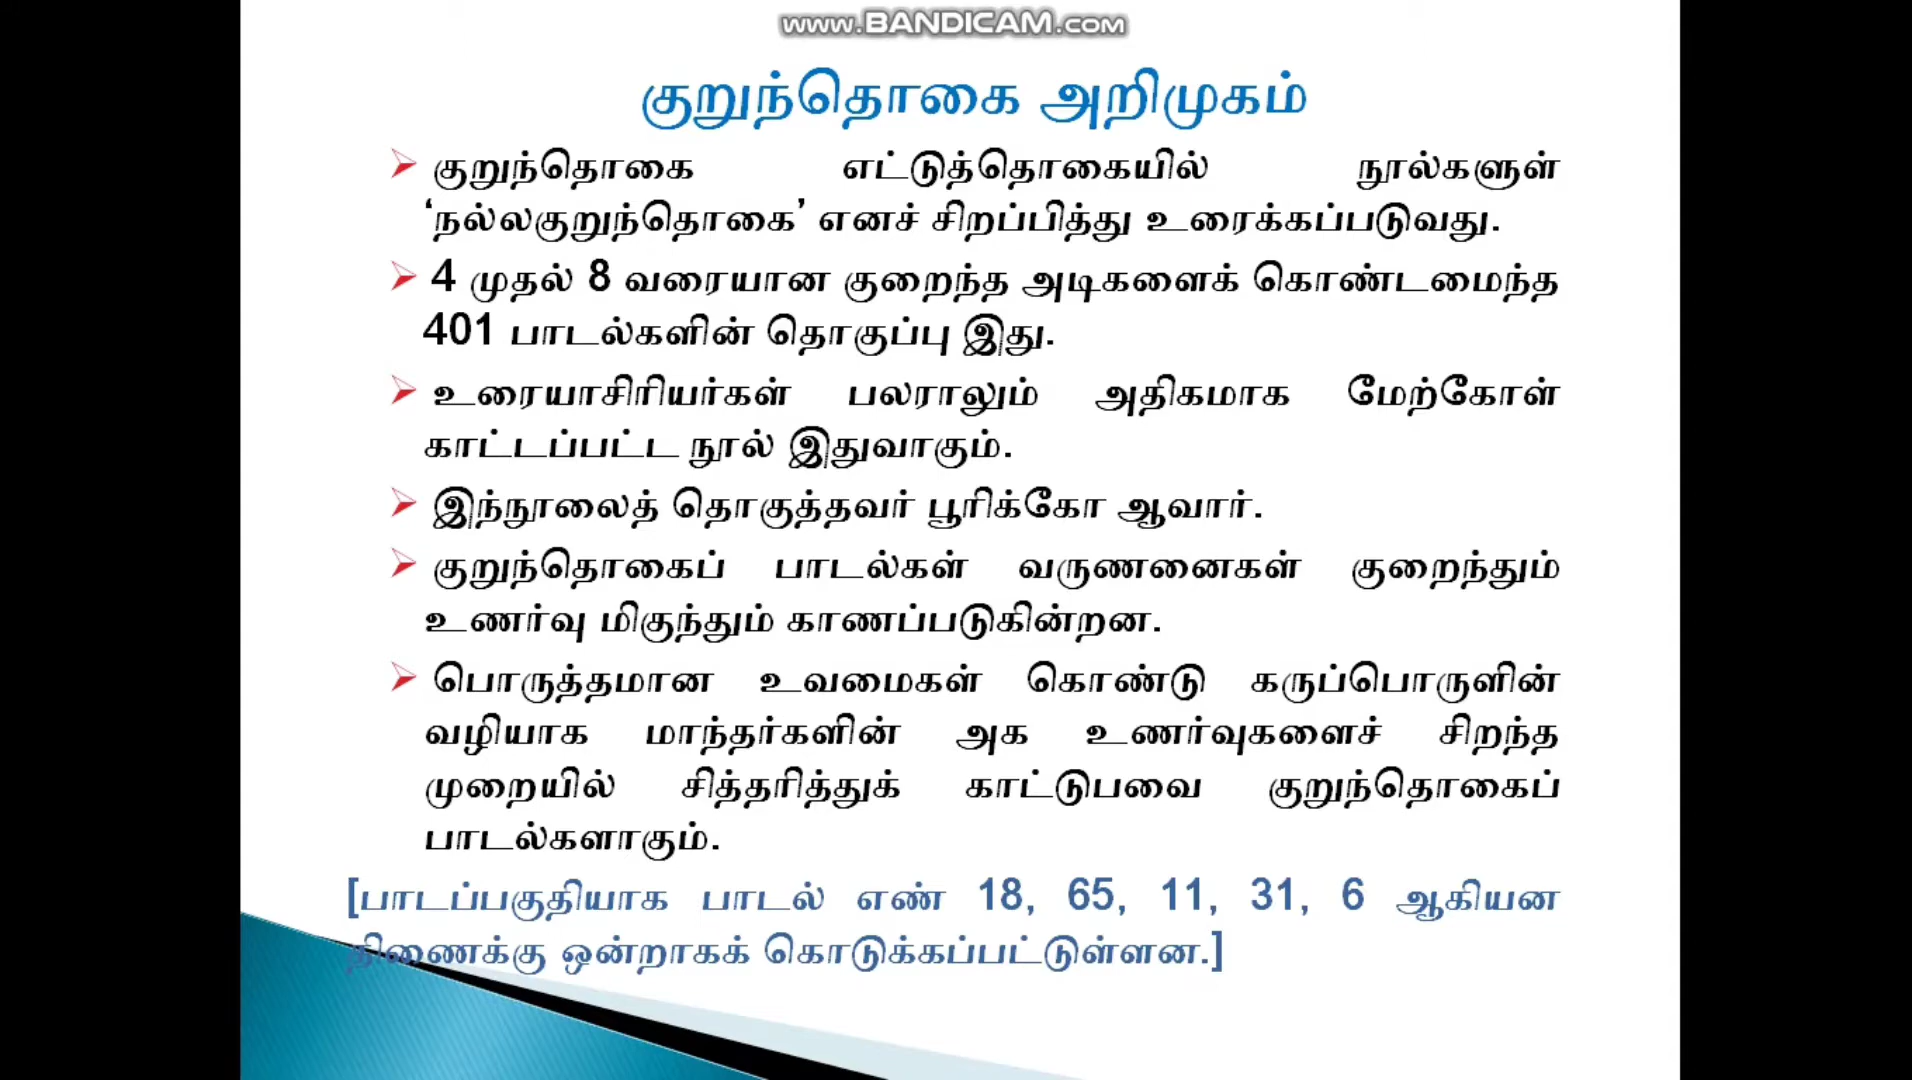 www.BANDICAM.com
குறுந்தொகை அறிமுகம்
➢ குறுந்தொகை எட்டுத்தொகையில் நூல்களுள்
‘நல்லகுறுந்தொகை’ எனச் சிறப்பித்து உரைக்கப்படுவது.
➢ 4 முதல் 8 வரையான குறைந்த அடிகளைக் கொண்டமைந்த
401 பாடல்களின் தொகுப்பு இது.
➢ உரையாசிரியர்கள் பலராலும் அதிகமாக மேற்கோள்
காட்டப்பட்ட நூல் இதுவாகும்.
➢ இந்நூலைத் தொகுத்தவர் பூரிக்கோ ஆவார்.
➢ குறுந்தொகைப் பாடல்கள் வருணனைகள் குறைந்தும்
உணர்வு மிகுந்தும் காணப்படுகின்றன.
➢ பொருத்தமான உவமைகள் கொண்டு கருப்பொருளின்
வழியாக மாந்தர்களின் அக உணர்வுகளைச் சிறந்த
முறையில் சித்தரித்துக் காட்டுபவை குறுந்தொகைப்
பாடல்களாகும்.
[பாடப்பகுதியாக பாடல் எண் 18, 65, 11, 31, 6 ஆகியன
திணைக்கு ஒன்றாகக் கொடுக்கப்பட்டுள்ளன.]